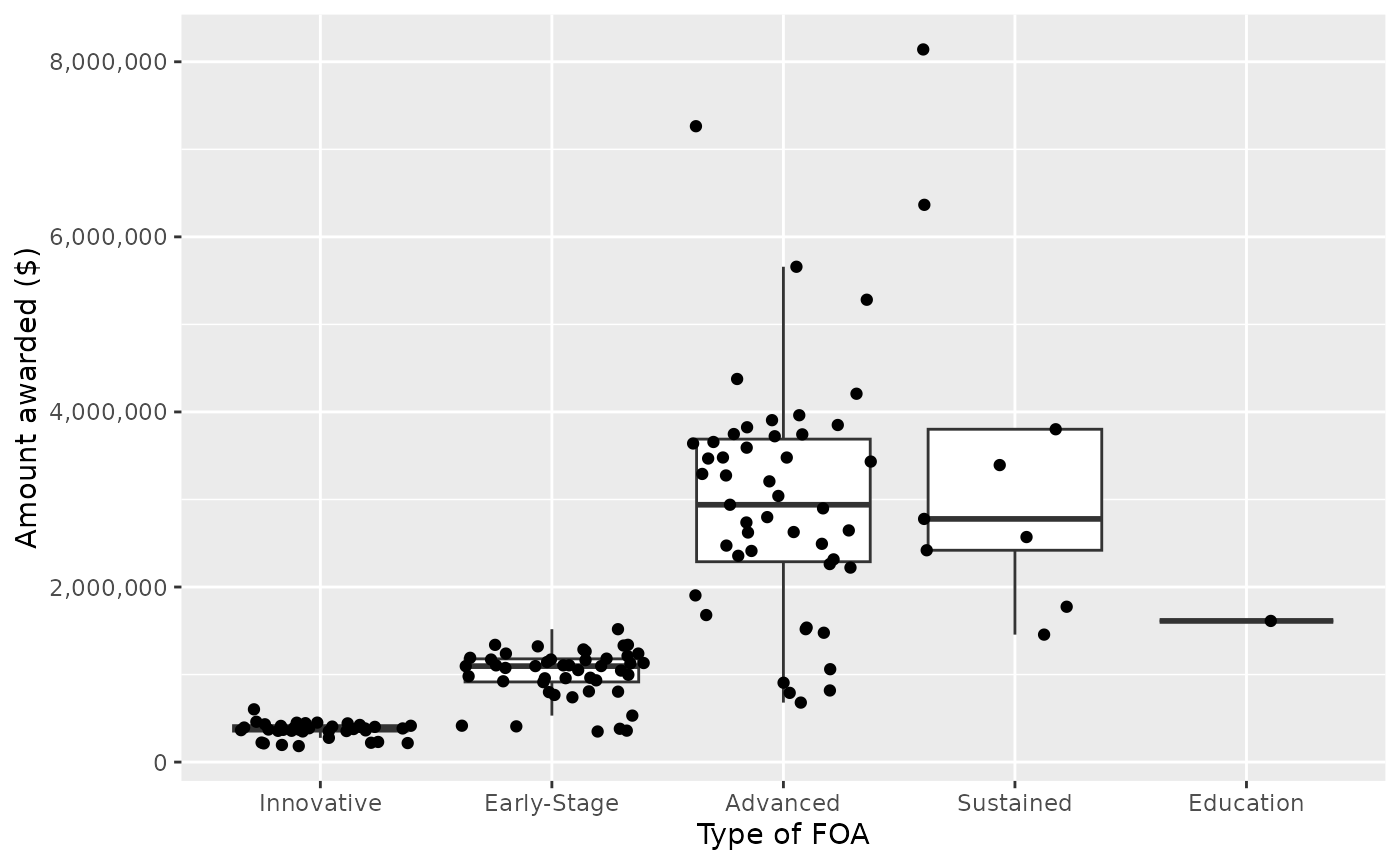 Amount awarded ($)
8,000,000
6,000,000
4,000,000
2,000,000
0
Innovative Early-Stage Advanced Sustained Education
Type of FOA